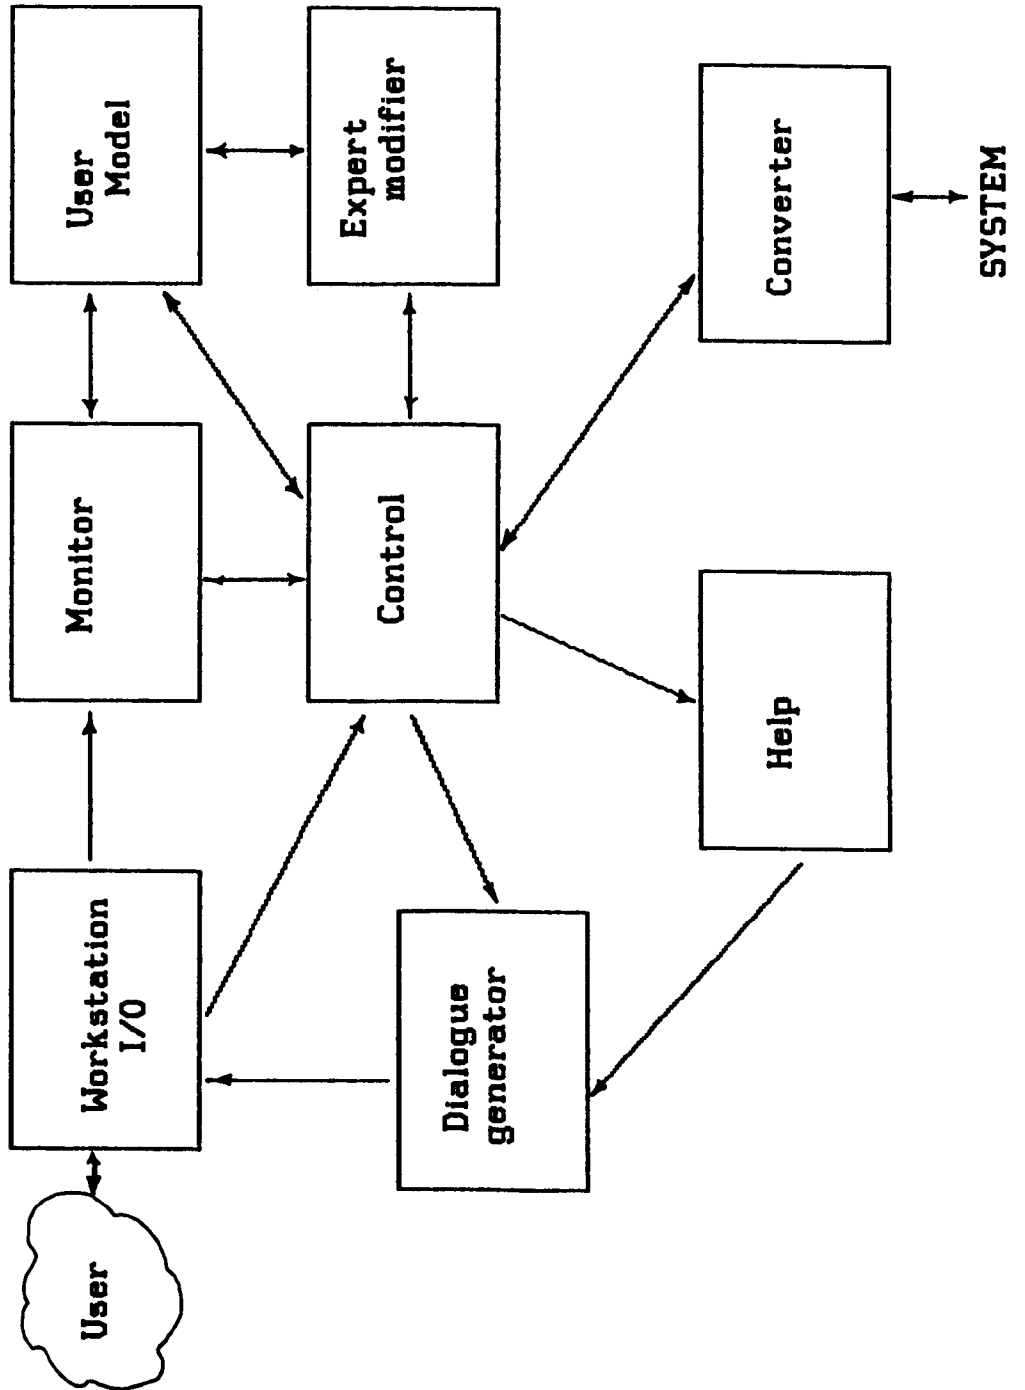 User
Workstation
I/O
Monitor
User
Model
Dialogue
generator
Control
Expert
modifier
Help
Converter
SYSTEM